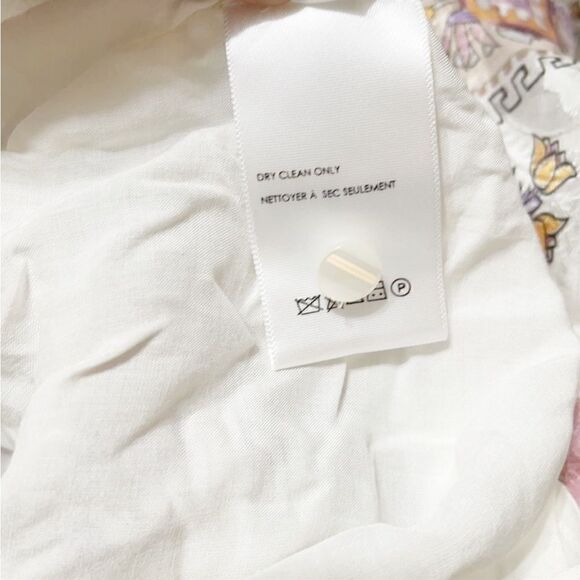 DRY CLEAN ONLY
NETTOYER À SEC SEULEMENT
P